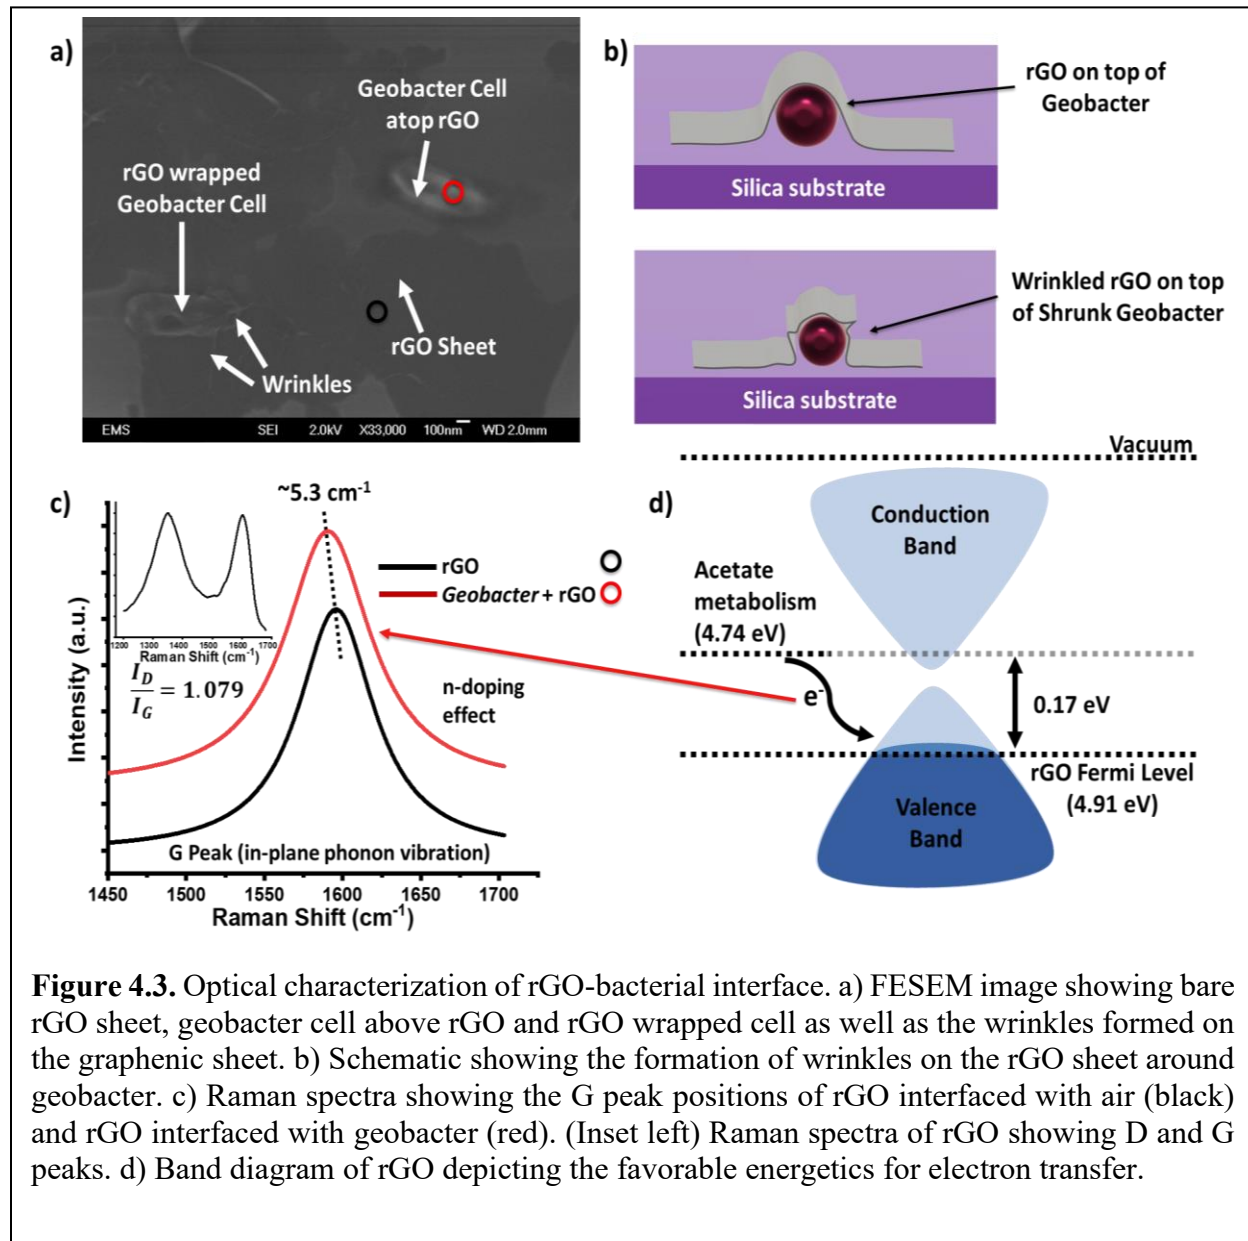 a)
Geobacter Cell
atop rGO
rGO wrapped
Geobacter Cell
rGO Sheet
Wrinkles
EMS SEI 2.0kV X33,000 100nm WD 2.0mm
b)
rGO on top of
Geobacter
Silica substrate
Wrinkled rGO on top
of Shrunk Geobacter
Silica substrate
c)
~5.3 cm-1
rGO
Geobacter + rGO
1200 1300 1400 1500 1600 1700
Raman Shift (cm-1)
I_D/I_G = 1.079
n-doping
effect
Intensity (a.u.)
G Peak (in-plane phonon vibration)
1450 1500 1550 1600 1650 1700
Raman Shift (cm-1)
d)
Vacuum
Conduction
Band
Acetate
metabolism
(4.74 eV)
e-
0.17 eV
rGO Fermi Level
(4.91 eV)
Valence
Band
Figure 4.3. Optical characterization of rGO-bacterial interface. a) FESEM image showing bare
rGO sheet, geobacter cell above rGO and rGO wrapped cell as well as the wrinkles formed on
the graphenic sheet. b) Schematic showing the formation of wrinkles on the rGO sheet around
geobacter. c) Raman spectra showing the G peak positions of rGO interfaced with air (black)
and rGO interfaced with geobacter (red). (Inset left) Raman spectra of rGO showing D and G
peaks. d) Band diagram of rGO depicting the favorable energetics for electron transfer.